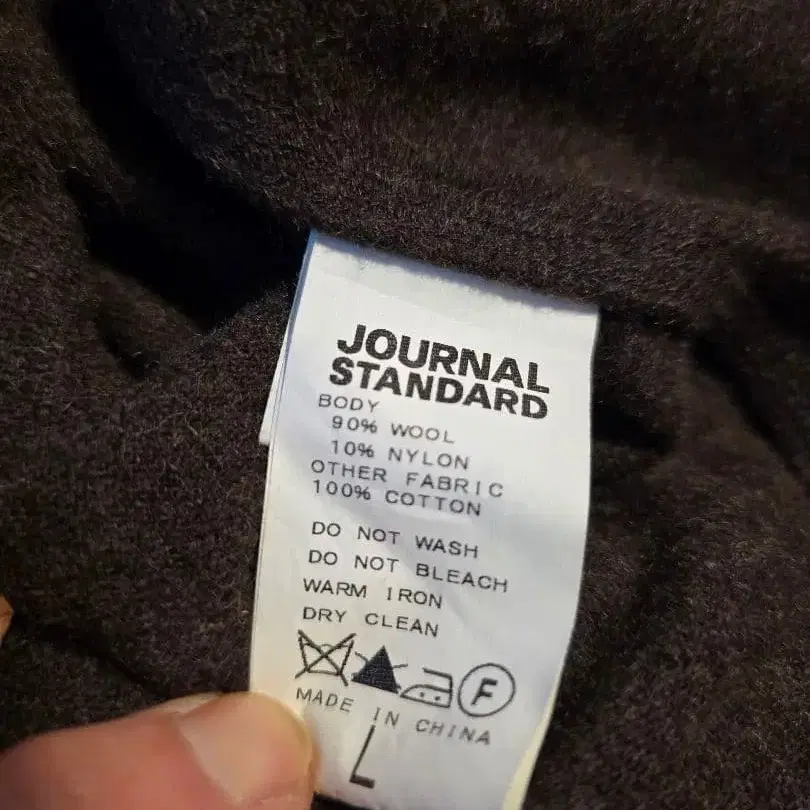 JOURNAL
STANDARD
BODY
90% WOOL
10% NYLON
OTHER FABRIC
100% COTTON
DO NOT WASH
DO NOT BLEACH
WARM IRON
DRY CLEAN
F
MADE IN CHINA
L